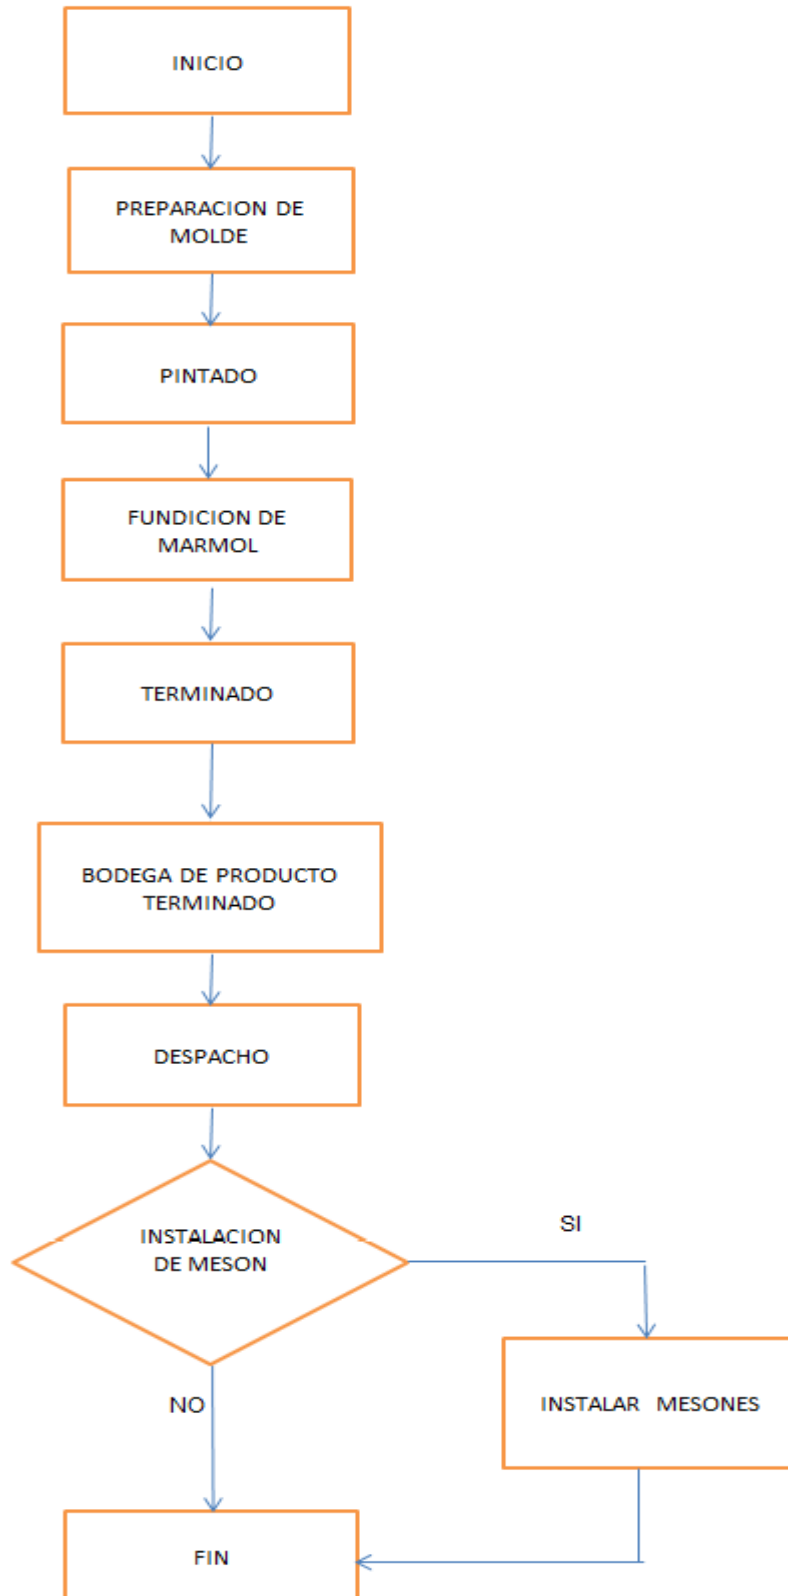 INICIO
PREPARACION DE
MOLDE
PINTADO
FUNDICION DE
MARMOL
TERMINADO
BODEGA DE PRODUCTO
TERMINADO
DESPACHO
INSTALACION
DE MESON
SI
NO
INSTALAR MESONES
FIN